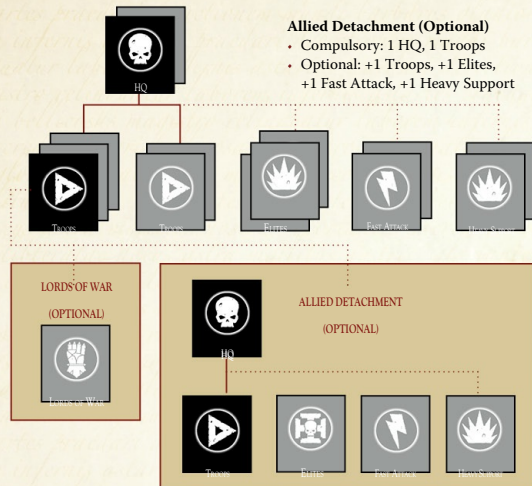 Allied Detachment (Optional)
• Compulsory: 1 HQ, 1 Troops
• Optional: +1 Troops, +1 Elites,
+1 Fast Attack, +1 Heavy Support
HQ
Troops
Troops
Elites
Fast Attack
Heavy Support
LORDS OF WAR
(OPTIONAL)
Lords of War
ALLIED DETACHMENT
(OPTIONAL)
HQ
Troops
Elites
Fast Attack
Heavy Support